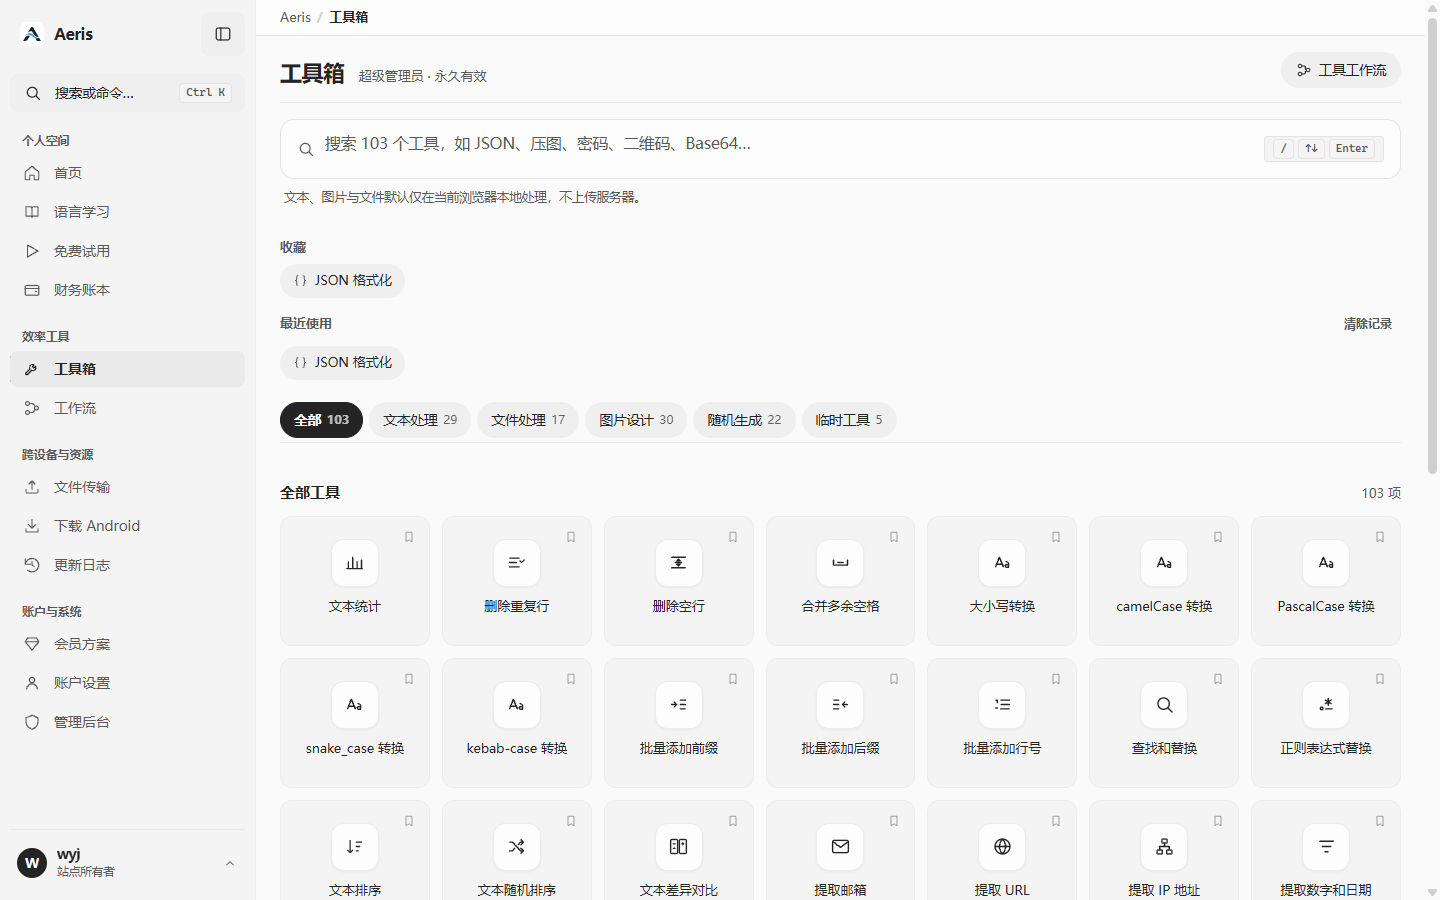 Aeris
搜索或命令...
Ctrl K
个人空间
首页
语言学习
免费试用
财务账本
效率工具
工具箱
工作流
跨设备与资源
文件传输
下载 Android
更新日志
账户与系统
会员方案
账户设置
管理后台
W
wyj
站点所有者
Aeris / 工具箱
工具箱 超级管理员 · 永久有效
工具工作流
搜索 103 个工具，如 JSON、压图、密码、二维码、Base64...
/ ↑↓ Enter
文本、图片与文件默认仅在当前浏览器本地处理，不上传服务器。
收藏
{} JSON 格式化
最近使用
清除记录
{} JSON 格式化
全部 103 文本处理 29 文件处理 17 图片设计 30 随机生成 22 临时工具 5
全部工具
103 项
文本统计
删除重复行
删除空行
合并多余空格
Aa 大小写转换
Aa camelCase 转换
Aa PascalCase 转换
Aa snake_case 转换
Aa kebab-case 转换
批量添加前缀
批量添加后缀
批量添加行号
查找和替换
正则表达式替换
文本排序
文本随机排序
文本差异对比
提取邮箱
提取 URL
提取 IP 地址
提取数字和日期